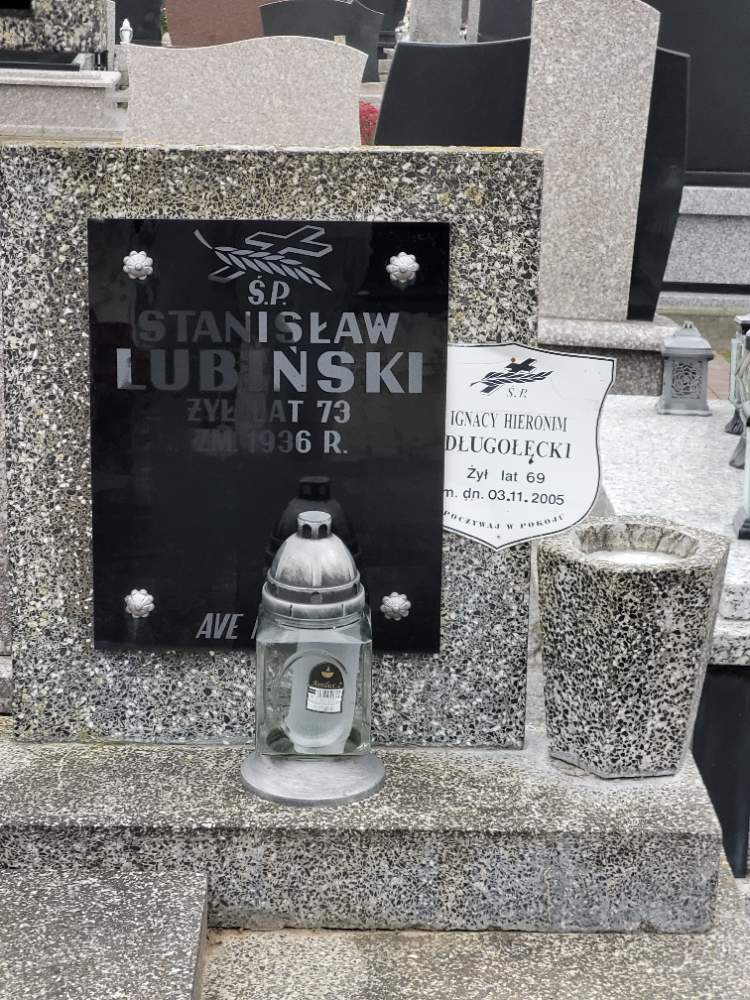 Ś.P.
STANISŁAW
ŁUBIŃSKI
ŻYŁ LAT 73
ZM. 1936 R.
AVE
Ś.P.
IGNACY HIERONIM
DŁUGOŁĘCKI
Żył lat 69
m. dn. 03.11.2005
POCZYWAJ W POKOJU